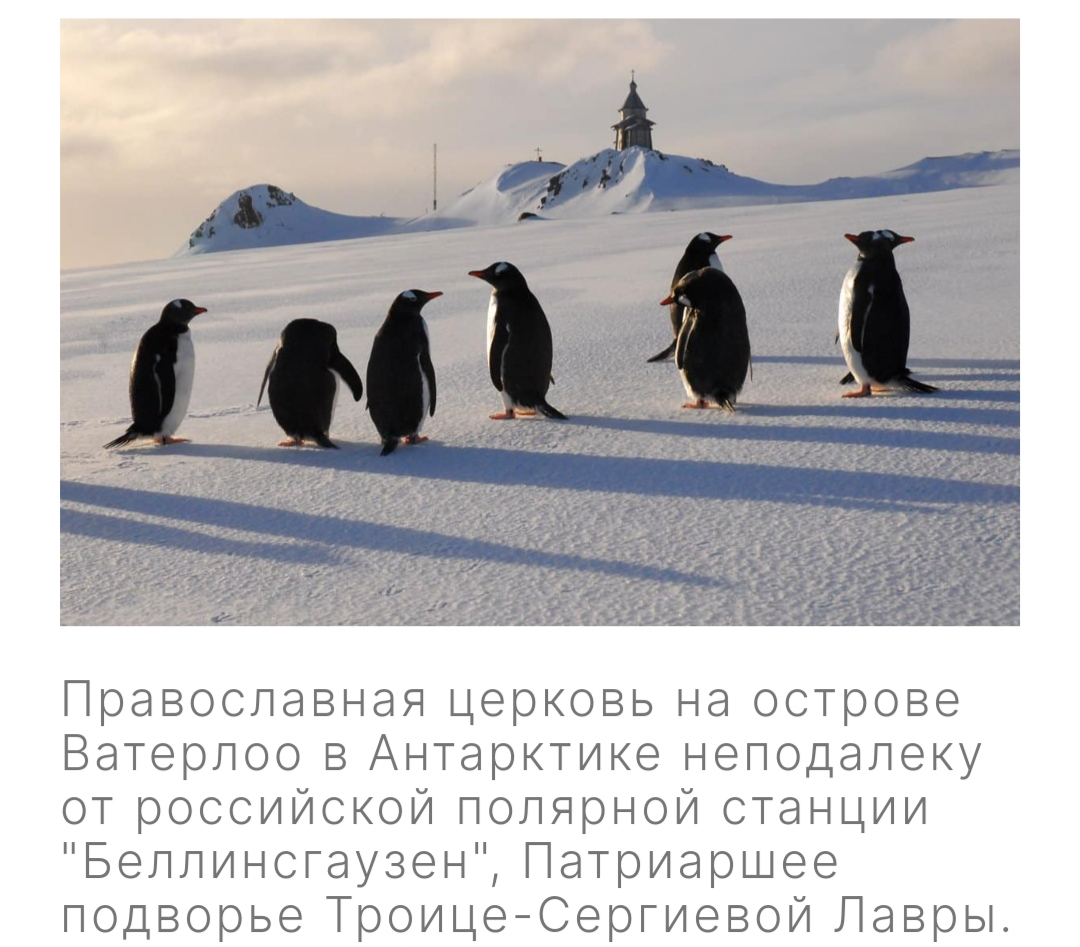 Православная церковь на острове
Ватерлоо в Антарктике неподалеку
от российской полярной станции
"Беллинсгаузен", Патриаршее
подворье Троице-Сергиевой Лавры.